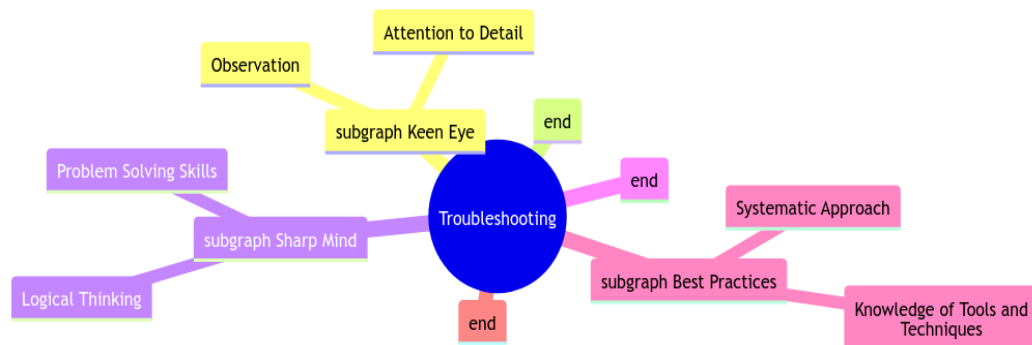 Attention to Detail
Observation
subgraph Keen Eye
end
Problem Solving Skills
end
Systematic Approach
Troubleshooting
subgraph Sharp Mind
subgraph Best Practices
Logical Thinking
end
Knowledge of Tools and
Techniques